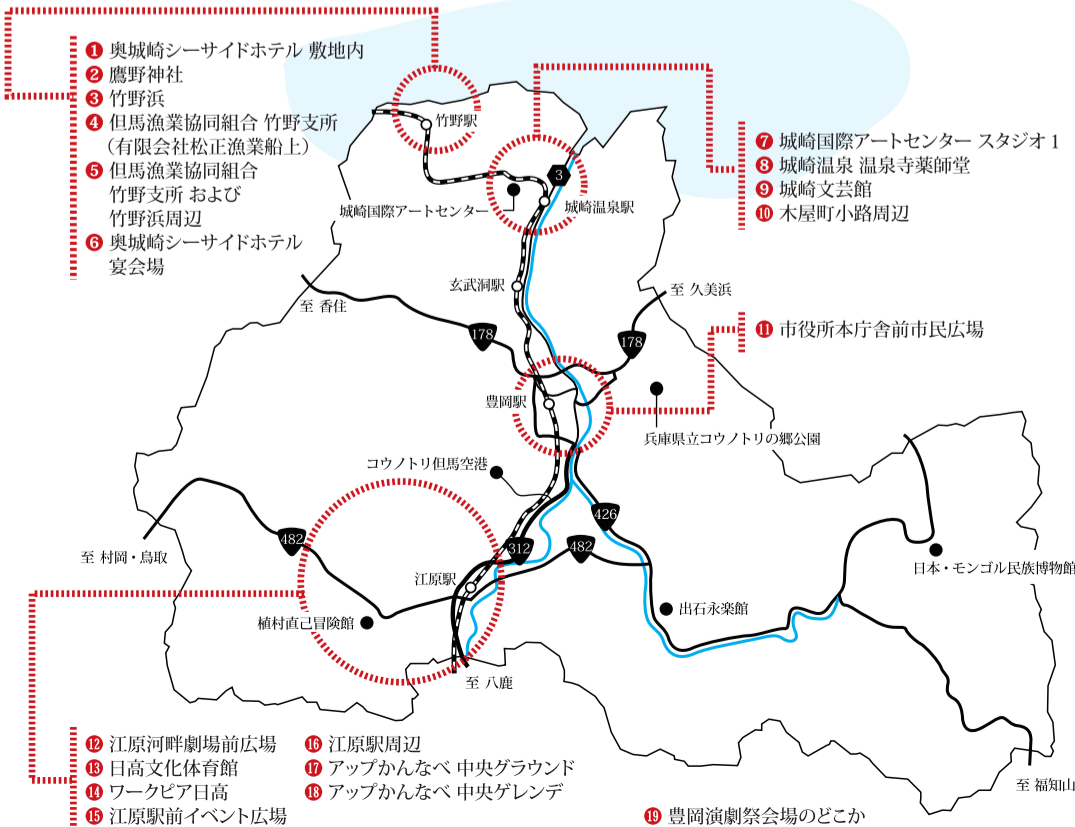 ❶ 奥城崎シーサイドホテル 敷地内
❷ 鷹野神社
❸ 竹野浜
❹ 但馬漁業協同組合 竹野支所
（有限会社松正漁業船上）
❺ 但馬漁業協同組合
竹野支所 および
竹野浜周辺
❻ 奥城崎シーサイドホテル
宴会場
❼ 城崎国際アートセンター スタジオ1
❽ 城崎温泉 温泉寺薬師堂
❾ 城崎文芸館
❿ 木屋町小路周辺
竹野駅
3
城崎国際アートセンター
城崎温泉駅
玄武洞駅
至 久美浜
至 香住
178
178
⓫ 市役所本庁舎前市民広場
豊岡駅
兵庫県立コウノトリの郷公園
コウノトリ但馬空港
426
482
312
482
至 村岡・鳥取
日本・モンゴル民族博物館
江原駅
出石永楽館
植村直己冒険館
至 八鹿
至 福知山
⓬ 江原河畔劇場前広場
⓭ 日高文化体育館
⓮ ワークピア日高
⓯ 江原駅前イベント広場
⓰ 江原駅周辺
⓱ アップかんなべ 中央グラウンド
⓲ アップかんなべ 中央ゲレンデ
⓳ 豊岡演劇祭会場のどこか